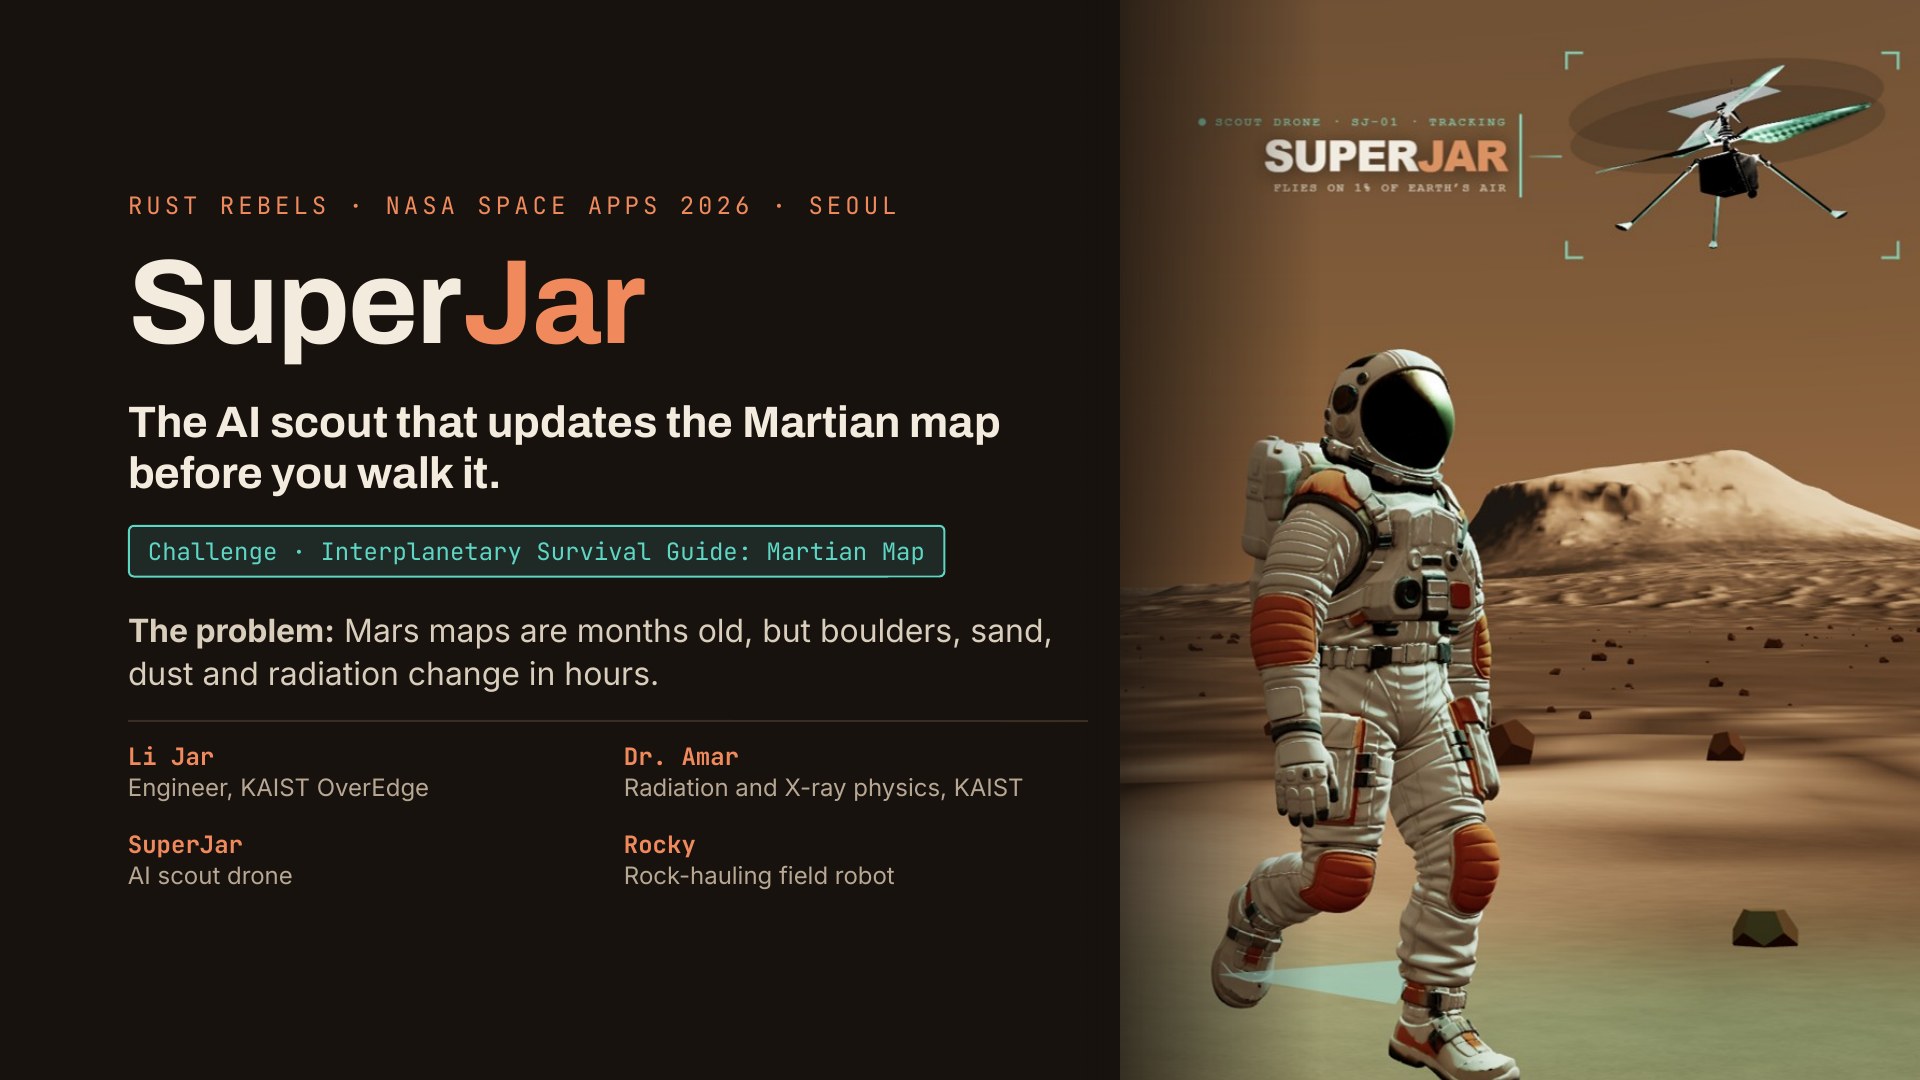 RUST REBELS · NASA SPACE APPS 2026 · SEOUL
SuperJar
The AI scout that updates the Martian map
before you walk it.
Challenge · Interplanetary Survival Guide: Martian Map
The problem: Mars maps are months old, but boulders, sand,
dust and radiation change in hours.
Li Jar
Engineer, KAIST OverEdge
Dr. Amar
Radiation and X-ray physics, KAIST
SuperJar
AI scout drone
Rocky
Rock-hauling field robot
SCOUT DRONE · SJ-01 · TRACKING
SUPERJAR
FLIES ON 1% OF EARTH'S AIR